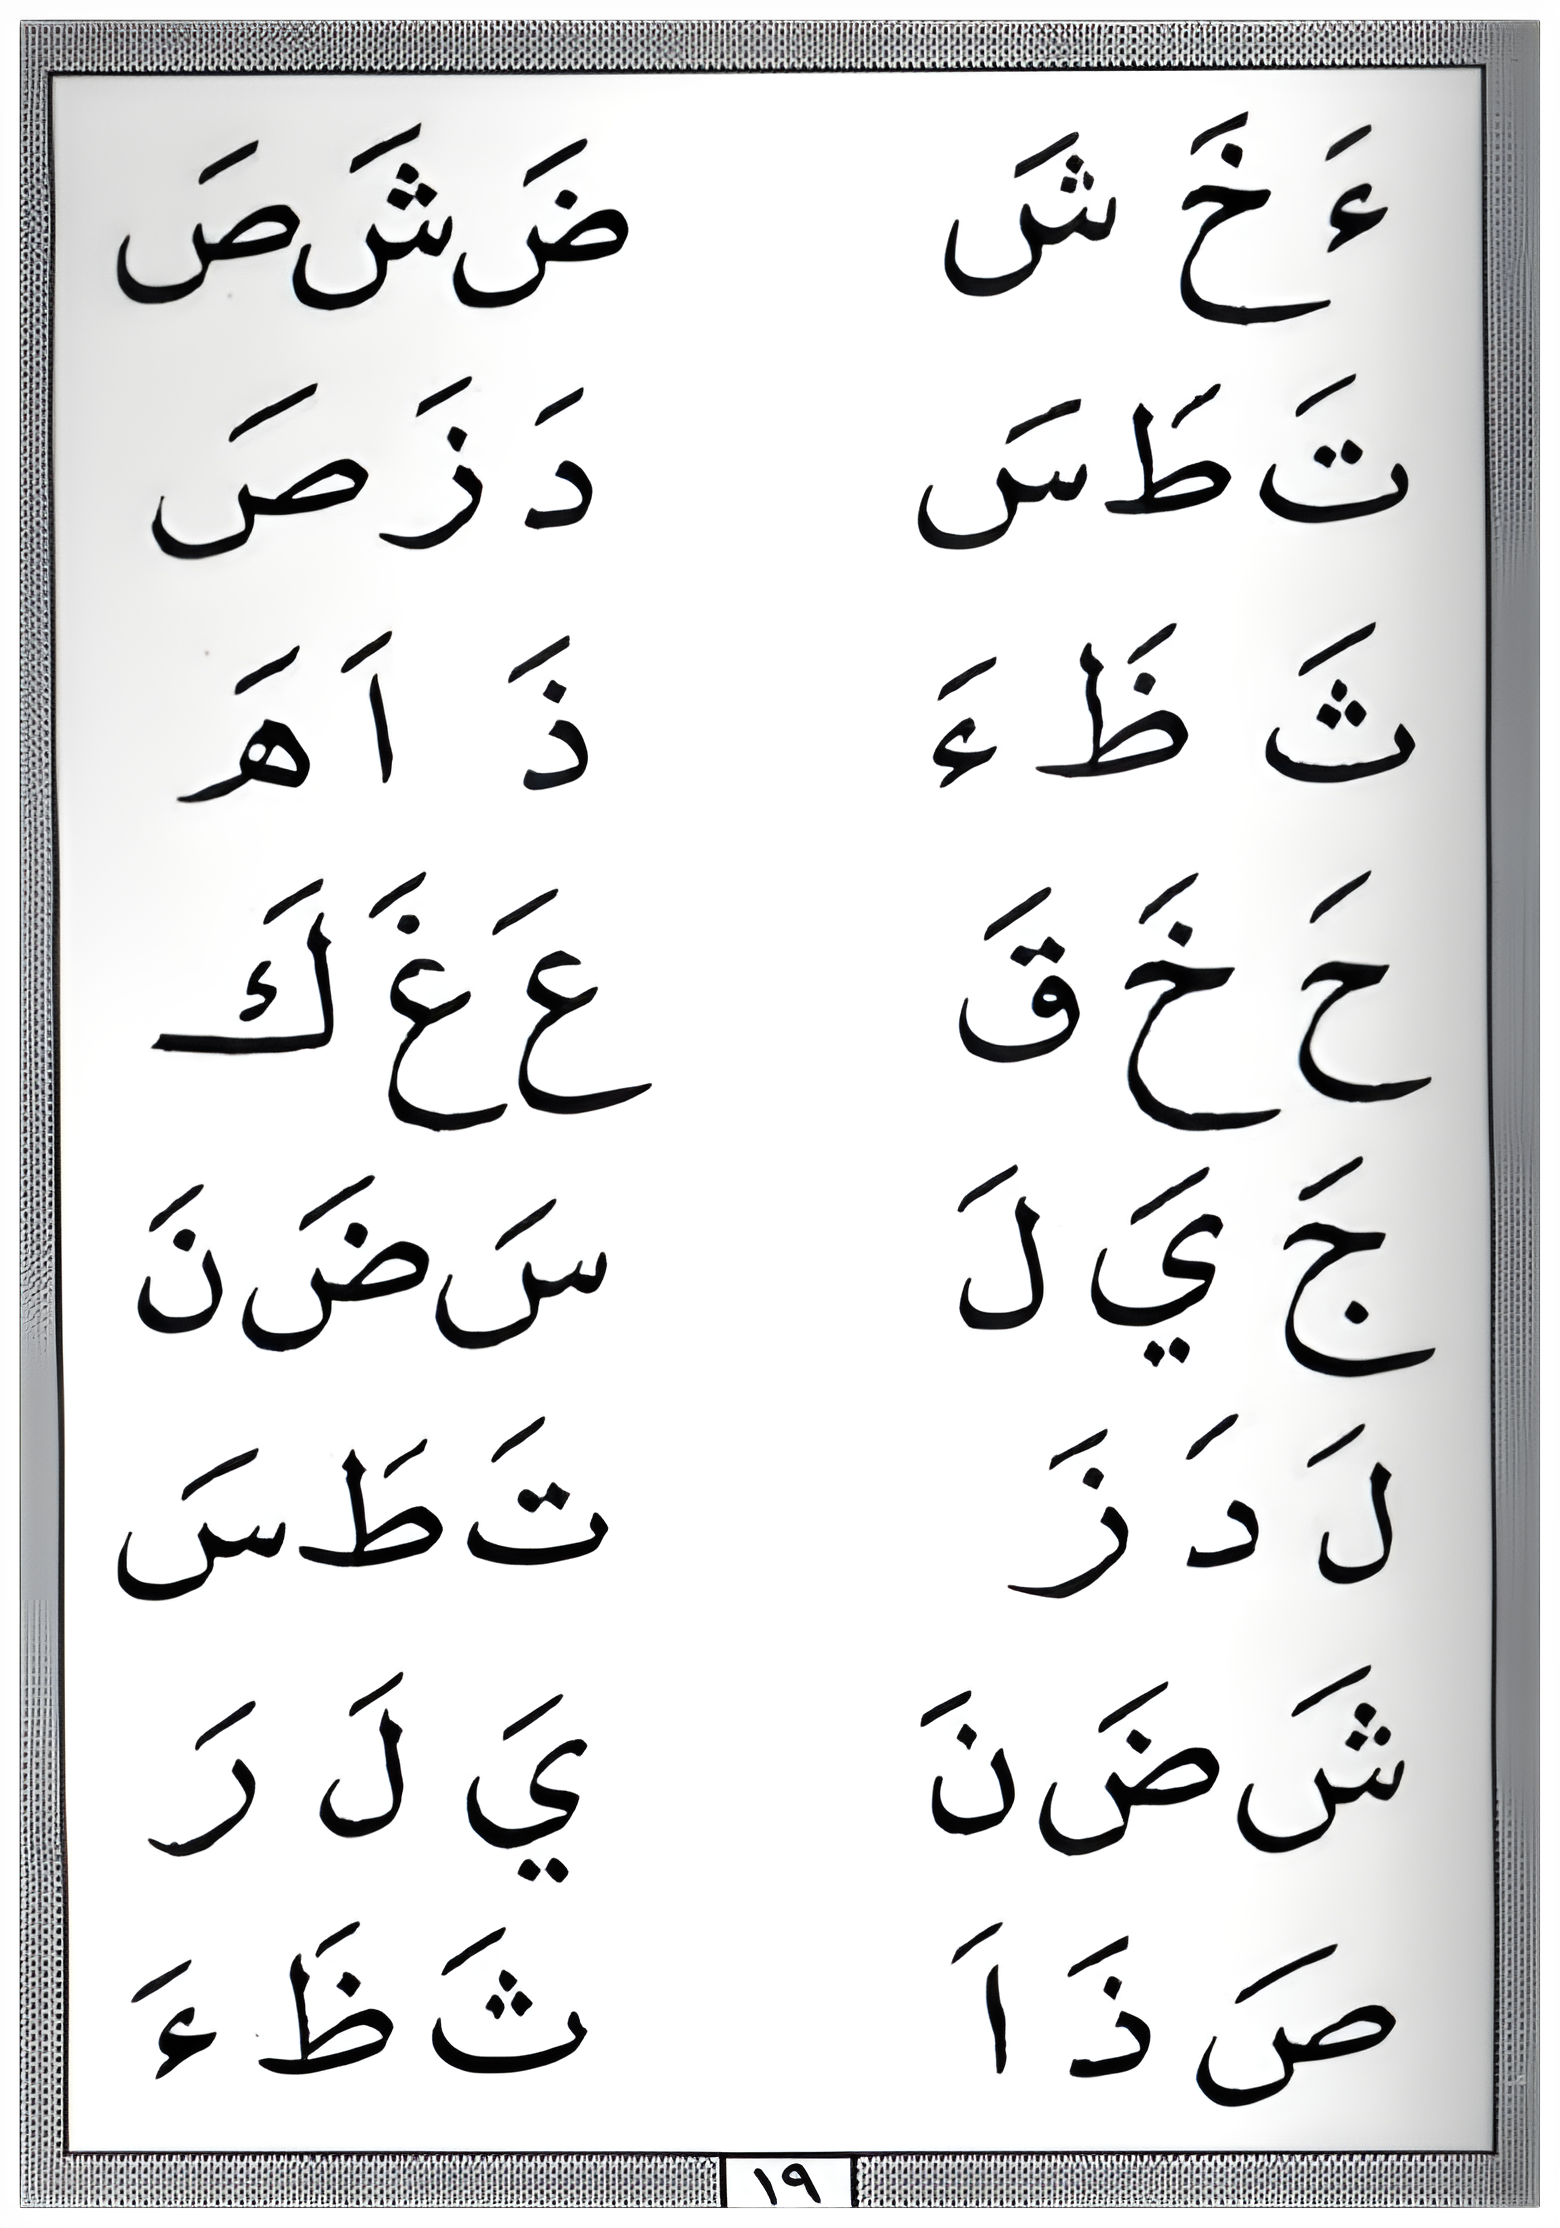 ءَ خَ شَ ضَ شَ صَ
تَ طَ سَ دَ زَ صَ
ثَ ظَ ءَ ذَ اَ هَ
حَ خَ قَ عَ غَ كَ
جَ يَ لَ سَ ضَ نَ
لَ دَ زَ تَ طَ سَ
شَ ضَ نَ يَ لَ رَ
صَ ذَ اَ ثَ ظَ ءَ
١٩